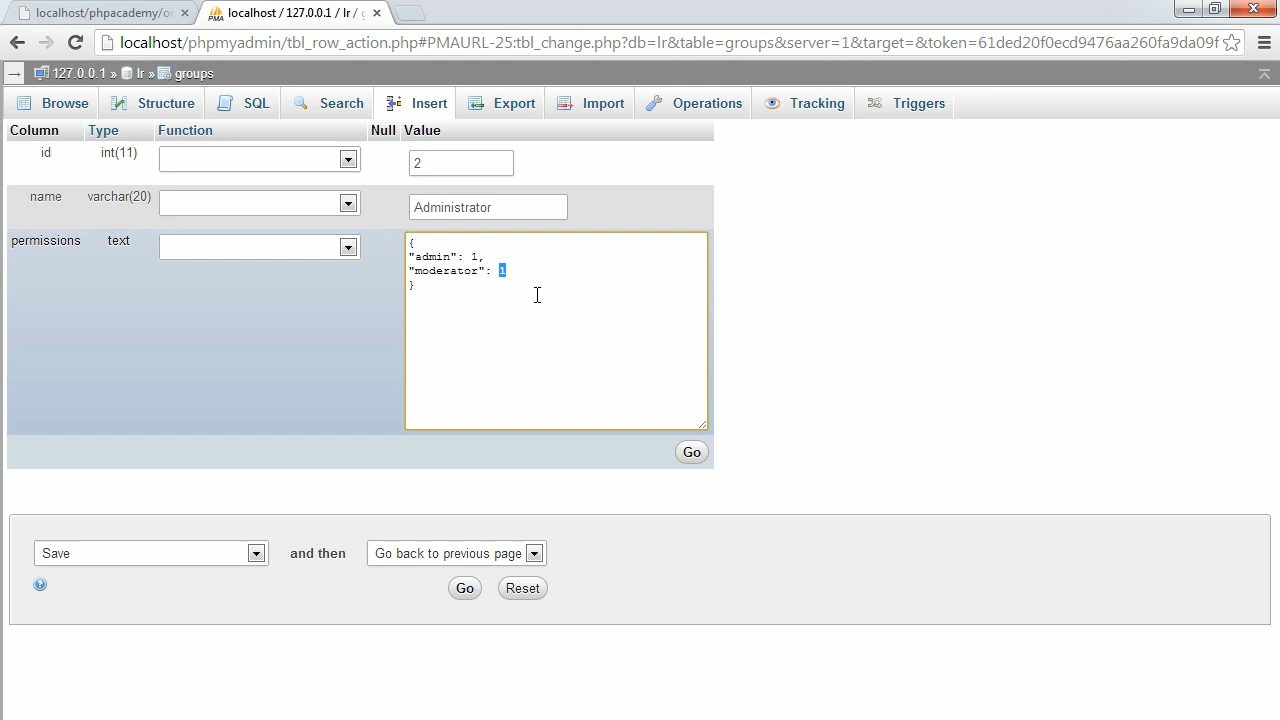 localhost/phpacademy/o
localhost / 127.0.0.1 / lr /
localhost/phpmyadmin/tbl_row_action.php#PMAURL-25:tbl_change.php?db=lr&table=groups&server=1&target=&token=61ded20f0ecd9476aa260fa9da09f
127.0.0.1 » lr » groups
Browse Structure SQL Search Insert Export Import Operations Tracking Triggers
Column Type Function Null Value
id int(11) 2
name varchar(20) Administrator
permissions text
{
"admin": 1,
"moderator": 1
}
Go
Save and then Go back to previous page
Go Reset